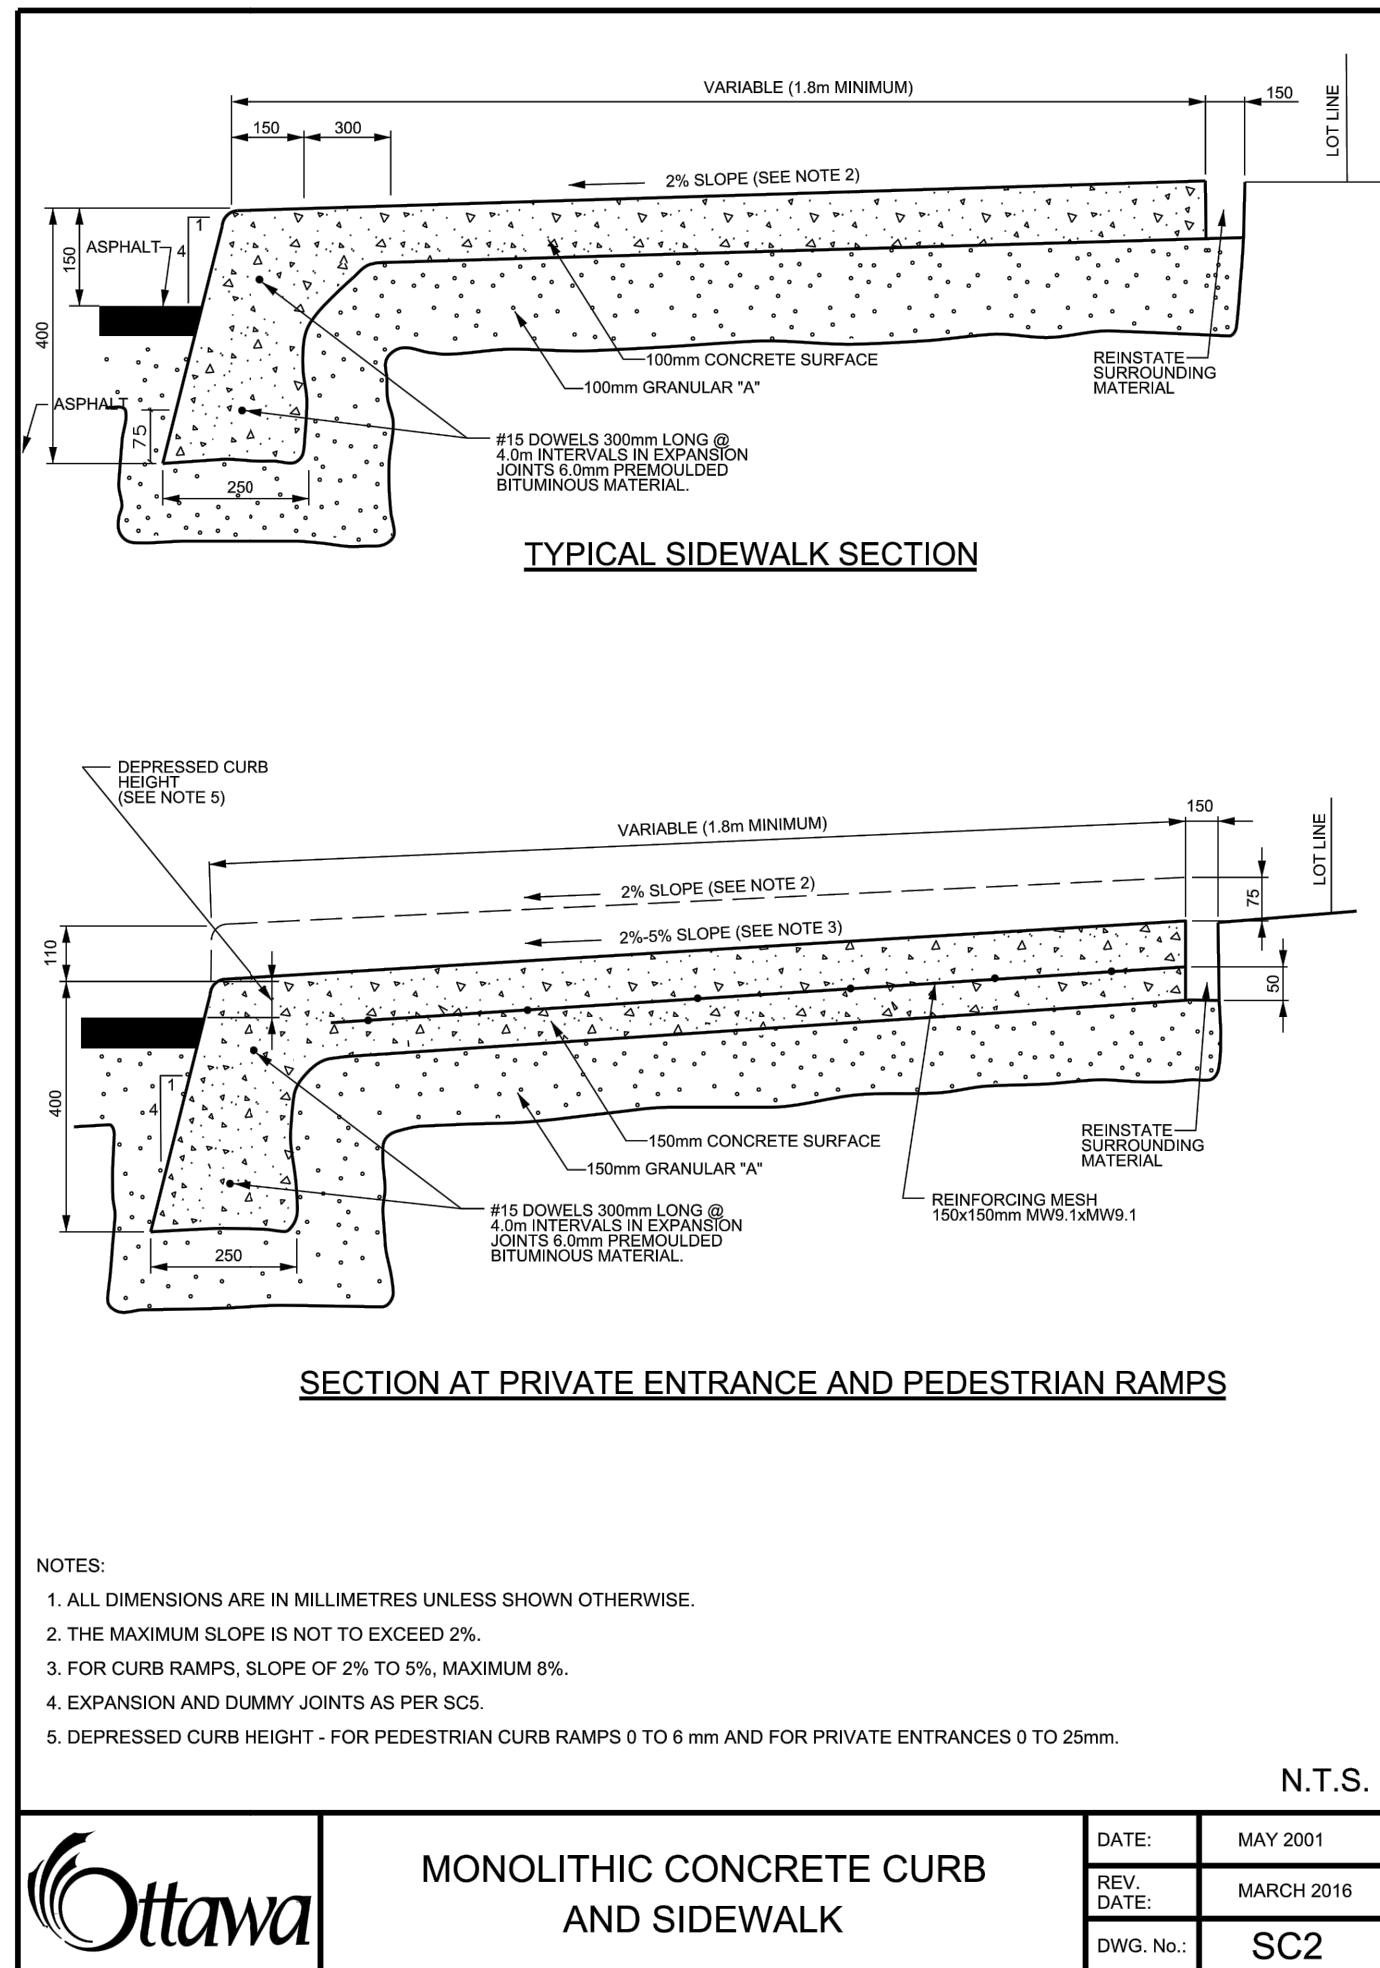 VARIABLE (1.8m MINIMUM)
150
LOT LINE
150
300
2% SLOPE (SEE NOTE 2)
1
4
ASPHALT
150
400
100mm CONCRETE SURFACE
100mm GRANULAR "A"
REINSTATE
SURROUNDING
MATERIAL
ASPHALT
75
#15 DOWELS 300mm LONG @
4.0m INTERVALS IN EXPANSION
JOINTS 6.0mm PREMOULDED
BITUMINOUS MATERIAL.
250
TYPICAL SIDEWALK SECTION
DEPRESSED CURB
HEIGHT
(SEE NOTE 5)
150
VARIABLE (1.8m MINIMUM)
LOT LINE
2% SLOPE (SEE NOTE 2)
75
2%-5% SLOPE (SEE NOTE 3)
110
50
400
1
4
150mm CONCRETE SURFACE
150mm GRANULAR "A"
REINSTATE
SURROUNDING
MATERIAL
REINFORCING MESH
150x150mm MW9.1xMW9.1
#15 DOWELS 300mm LONG @
4.0m INTERVALS IN EXPANSION
JOINTS 6.0mm PREMOULDED
BITUMINOUS MATERIAL.
250
SECTION AT PRIVATE ENTRANCE AND PEDESTRIAN RAMPS
NOTES:
1. ALL DIMENSIONS ARE IN MILLIMETRES UNLESS SHOWN OTHERWISE.
2. THE MAXIMUM SLOPE IS NOT TO EXCEED 2%.
3. FOR CURB RAMPS, SLOPE OF 2% TO 5%, MAXIMUM 8%.
4. EXPANSION AND DUMMY JOINTS AS PER SC5.
5. DEPRESSED CURB HEIGHT - FOR PEDESTRIAN CURB RAMPS 0 TO 6 mm AND FOR PRIVATE ENTRANCES 0 TO 25mm.
N.T.S.
Ottawa
MONOLITHIC CONCRETE CURB
AND SIDEWALK
DATE: MAY 2001
REV.
DATE: MARCH 2016
DWG. No.: SC2